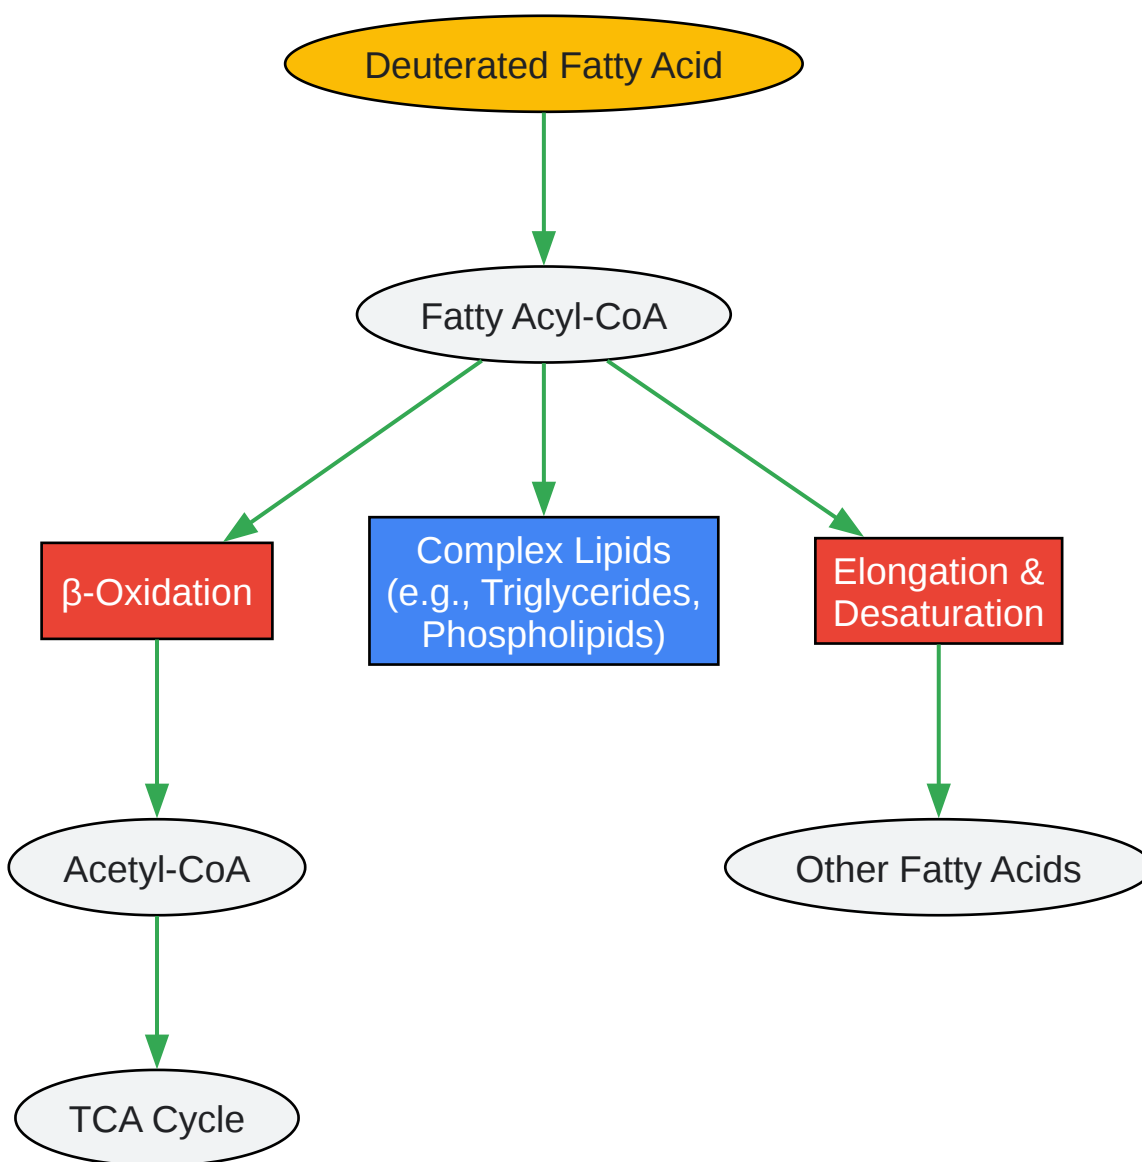 Deuterated Fatty Acid
Fatty Acyl-CoA
β-Oxidation
Complex Lipids
(e.g., Triglycerides,
Phospholipids)
Elongation &
Desaturation
Acetyl-CoA
Other Fatty Acids
TCA Cycle